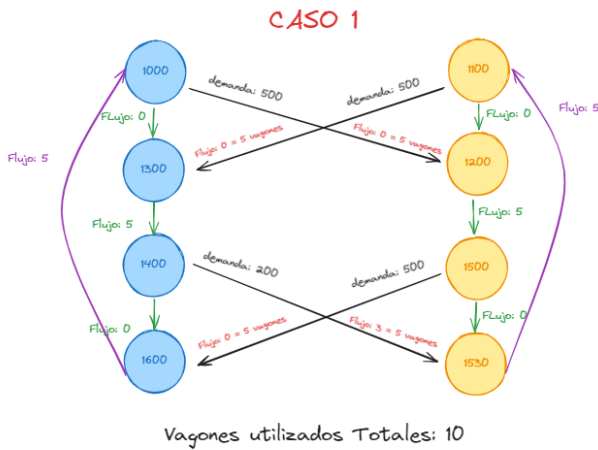 CASO 1
1000
1100
demanda: 500
demanda: 500
FLujo: 0
FLujo: 0
Flujo: 5
Flujo: 5
Flujo: 0 = 5 vagones
Flujo: 0 = 5 vagones
1300
1200
Flujo: 5
FLujo: 5
1400
1500
demanda: 200
demanda: 500
Flujo: 0
FLujo: 0
Flujo: 0 = 5 vagones
Flujo: 3 = 5 vagones
1600
1530
Vagones utilizados Totales: 10